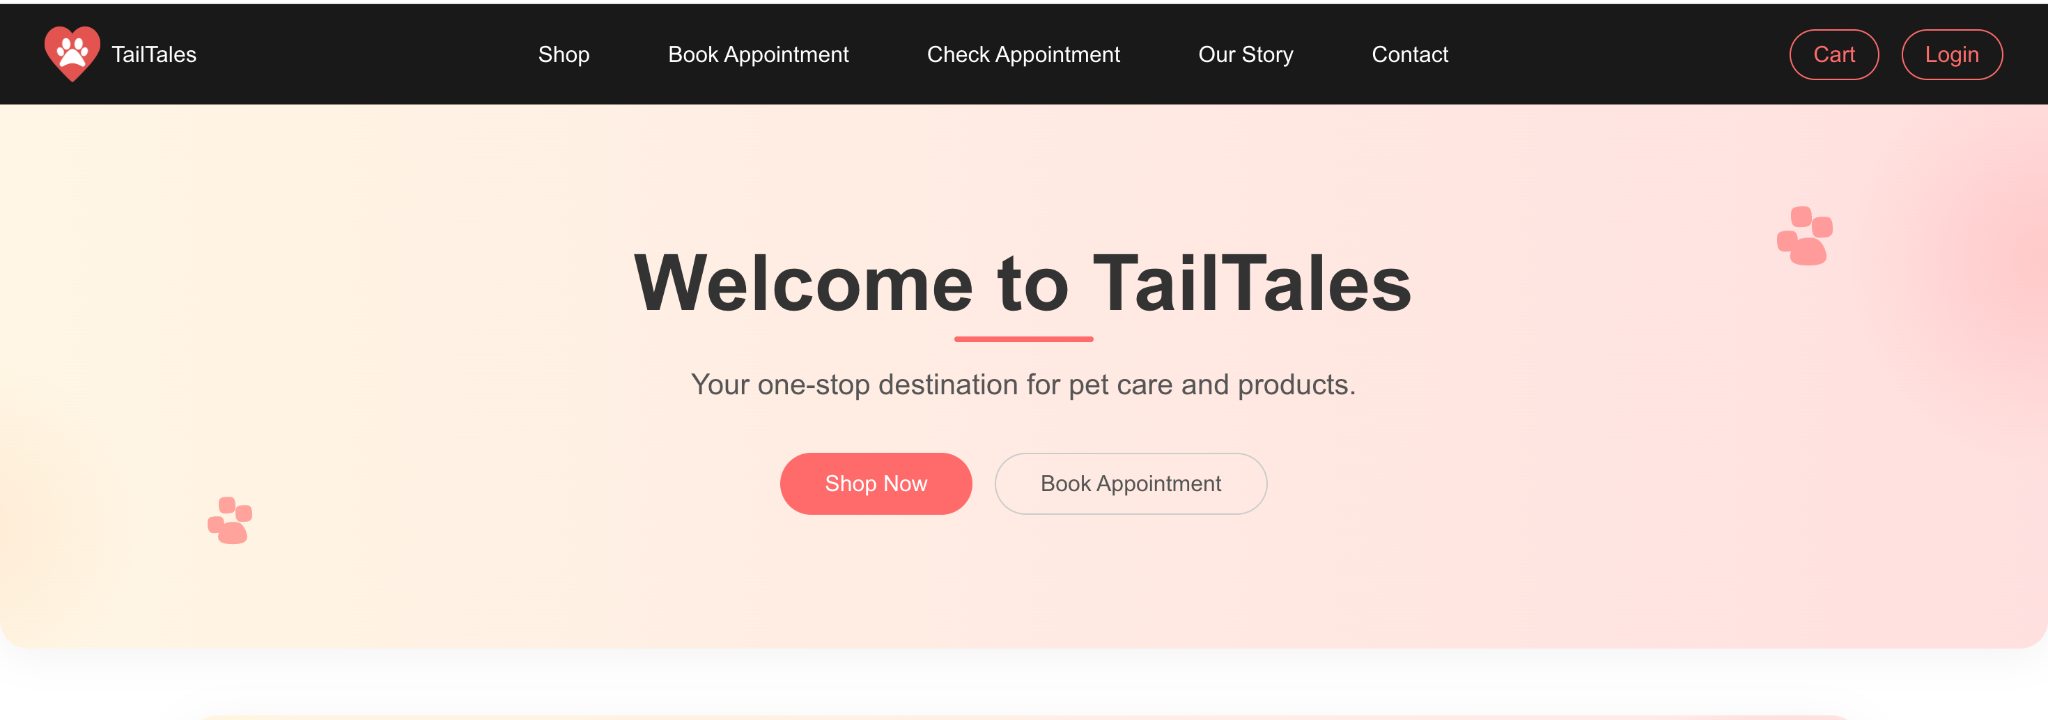 TailTales
Shop
Book Appointment
Check Appointment
Our Story
Contact
Cart
Login
Welcome to TailTales
Your one-stop destination for pet care and products.
Shop Now
Book Appointment